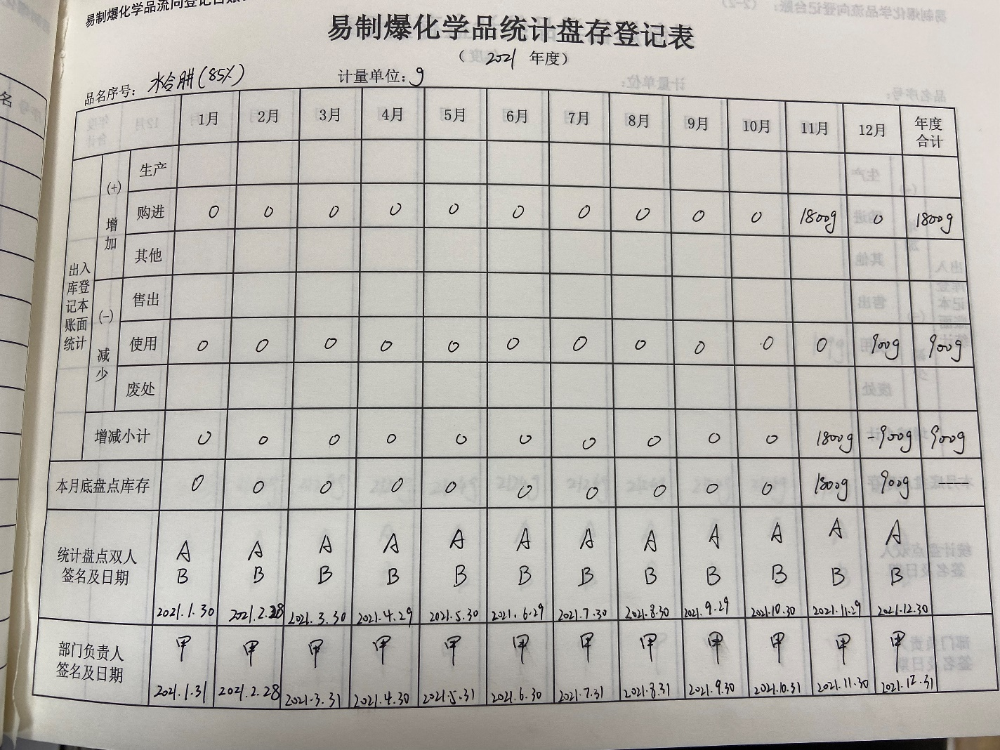 易制爆化学品流向登记台账
易制爆化学品统计盘存登记表
（ 2021 年度）
品名序号： 水合肼(85%) 计量单位：g
1月 2月 3月 4月 5月 6月 7月 8月 9月 10月 11月 12月 年度合计
出入库登记本账面统计
(+) 增加
生产
购进 0 0 0 0 0 0 0 0 0 0 1800g 0 1800g
其他
(-) 减少
售出
使用 0 0 0 0 0 0 0 0 0 0 0 900g 900g
废处
增减小计 0 0 0 0 0 0 0 0 0 0 1800g -900g 900g
本月底盘点库存 0 0 0 0 0 0 0 0 0 0 1800g 900g
统计盘点双人 A A A A A A A A A A A A
签名及日期 B B B B B B B B B B B B
2021.1.30 2021.2.28 2021.3.30 2021.4.29 2021.5.30 2021.6.29 2021.7.30 2021.8.30 2021.9.29 2021.10.30 2021.11.29 2021.12.30
部门负责人 甲 甲 甲 甲 甲 甲 甲 甲 甲 甲 甲 甲
签名及日期 2021.1.31 2021.2.28 2021.3.31 2021.4.30 2021.5.31 2021.6.30 2021.7.31 2021.8.31 2021.9.30 2021.10.31 2021.11.30 2021.12.31
名